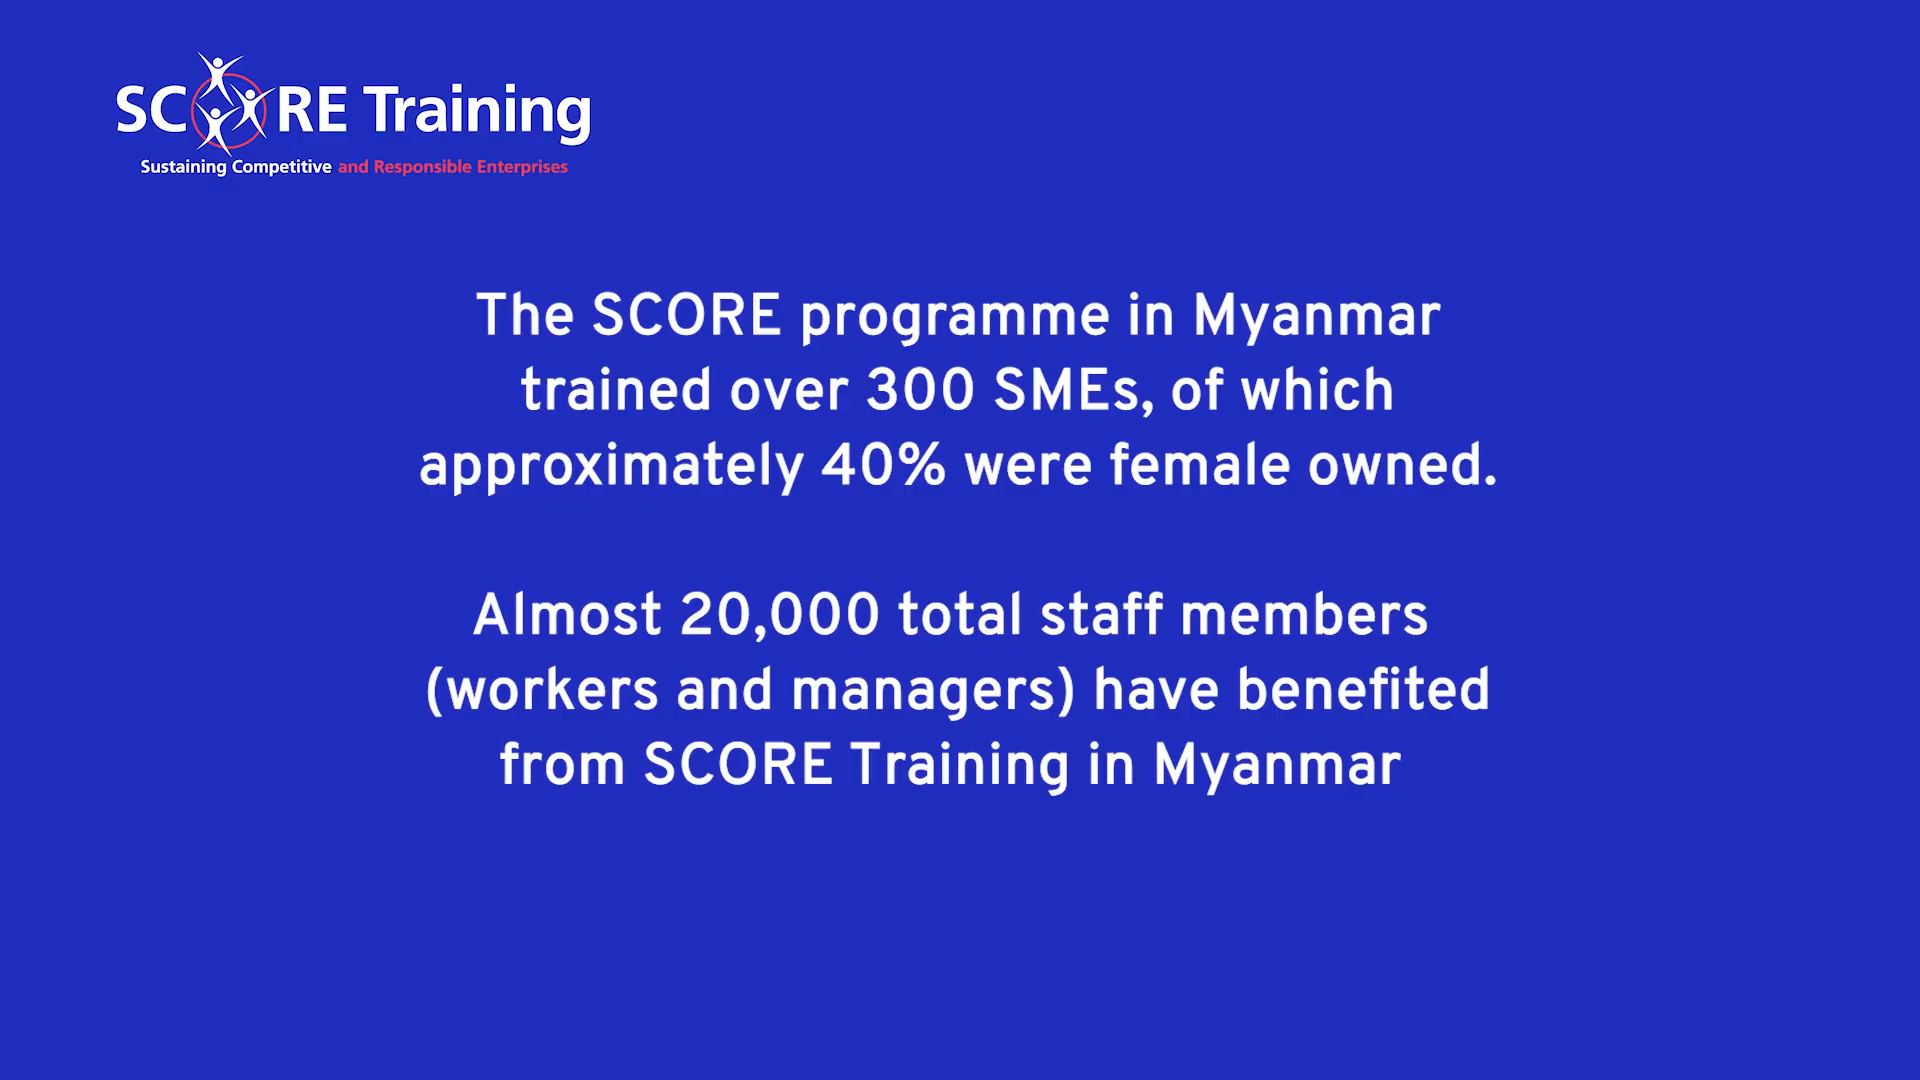 SCORE Training
Sustaining Competitive and Responsible Enterprises
The SCORE programme in Myanmar
trained over 300 SMEs, of which
approximately 40% were female owned.
Almost 20,000 total staff members
(workers and managers) have benefited
from SCORE Training in Myanmar